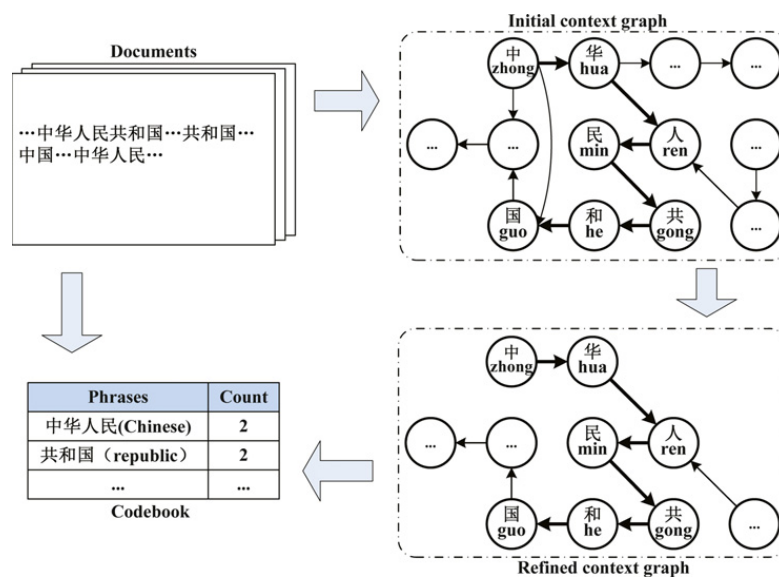 Documents
…中华人民共和国…共和国…
中国…中华人民…
Initial context graph
中
zhong
华
hua
...
...
...
...
民
min
人
ren
...
国
guo
和
he
共
gong
...
Phrases Count
中华人民(Chinese) 2
共和国（republic） 2
... ...
Codebook
中
zhong
华
hua
...
...
民
min
人
ren
国
guo
和
he
共
gong
...
Refined context graph